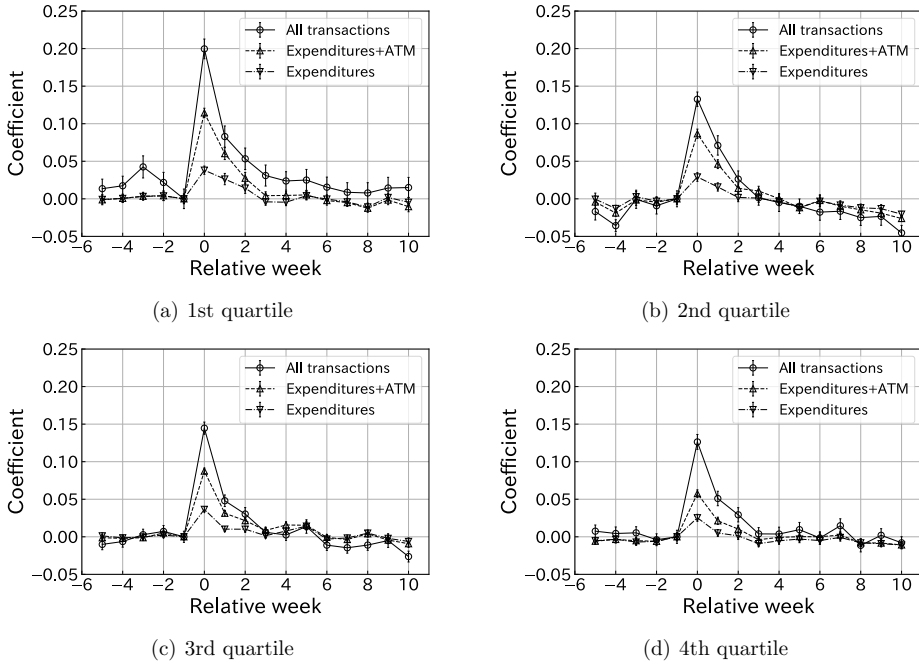 0.25
0.20
0.15
0.10
0.05
0.00
−0.05
Coefficient
All transactions
Expenditures+ATM
Expenditures
−6 −4 −2 0 2 4 6 8 10
Relative week
(a) 1st quartile
0.25
0.20
0.15
0.10
0.05
0.00
−0.05
Coefficient
All transactions
Expenditures+ATM
Expenditures
−6 −4 −2 0 2 4 6 8 10
Relative week
(b) 2nd quartile
0.25
0.20
0.15
0.10
0.05
0.00
−0.05
Coefficient
All transactions
Expenditures+ATM
Expenditures
−6 −4 −2 0 2 4 6 8 10
Relative week
(c) 3rd quartile
0.25
0.20
0.15
0.10
0.05
0.00
−0.05
Coefficient
All transactions
Expenditures+ATM
Expenditures
−6 −4 −2 0 2 4 6 8 10
Relative week
(d) 4th quartile